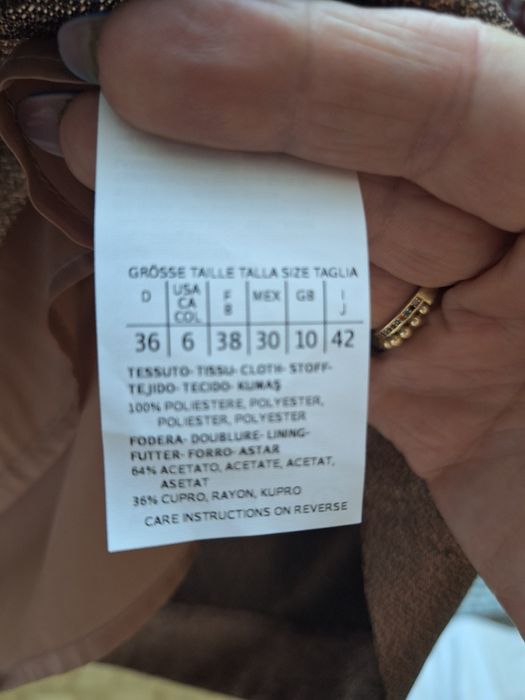 GRÖSSE TAILLE TALLA SIZE TAGLIA
D USA CA COL F B MEX GB I J
36 6 38 30 10 42
TESSUTO- TISSU- CLOTH- STOFF-
TEJIDO- TECIDO- KUMAŞ
100% POLIESTERE, POLYESTER,
POLIESTER, POLYESTER
FODERA- DOUBLURE- LINING-
FUTTER- FORRO- ASTAR
64% ACETATO, ACETATE, ACETAT,
ASETAT
36% CUPRO, RAYON, KUPRO
CARE INSTRUCTIONS ON REVERSE